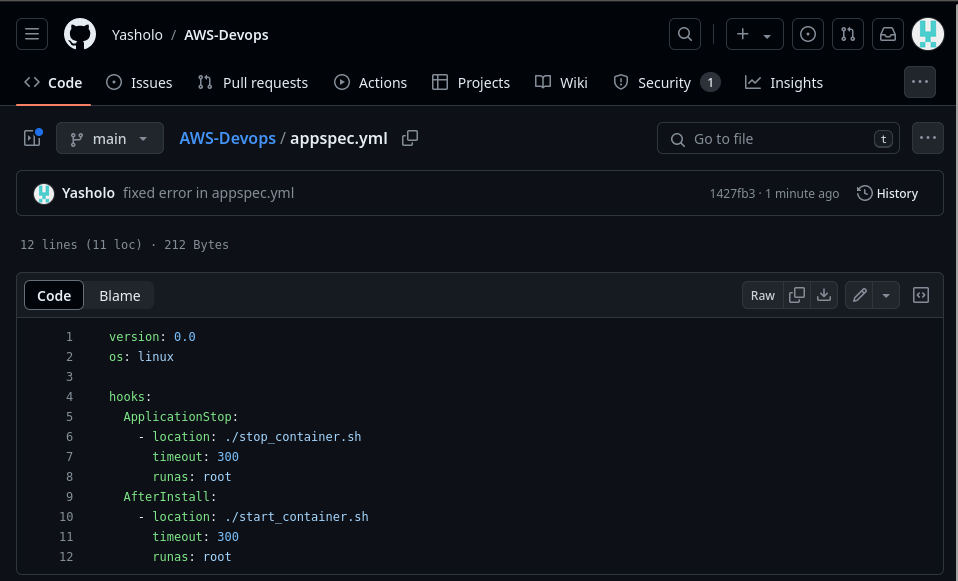 Yasholo / AWS-Devops
Code Issues Pull requests Actions Projects Wiki Security 1 Insights
main AWS-Devops / appspec.yml Go to file t
Yasholo fixed error in appspec.yml 1427fb3 · 1 minute ago History
12 lines (11 loc) · 212 Bytes
Code Blame Raw
1 version: 0.0
2 os: linux
3
4 hooks:
5 ApplicationStop:
6 - location: ./stop_container.sh
7 timeout: 300
8 runas: root
9 AfterInstall:
10 - location: ./start_container.sh
11 timeout: 300
12 runas: root